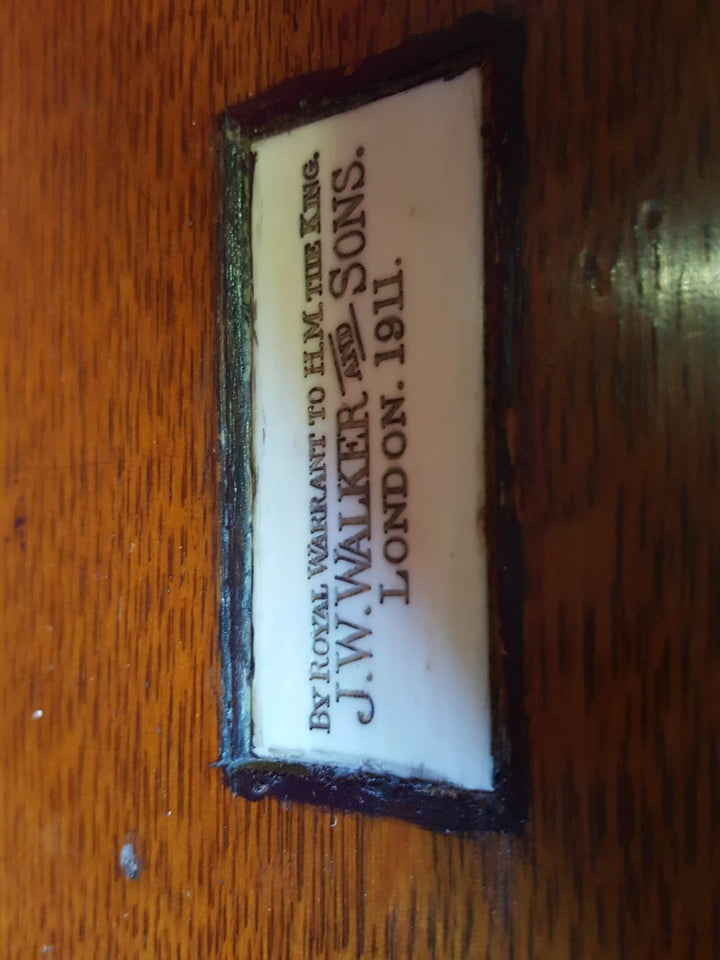 By Royal Warrant to H.M. the King.
J.W. Walker and Sons.
London. 1911.